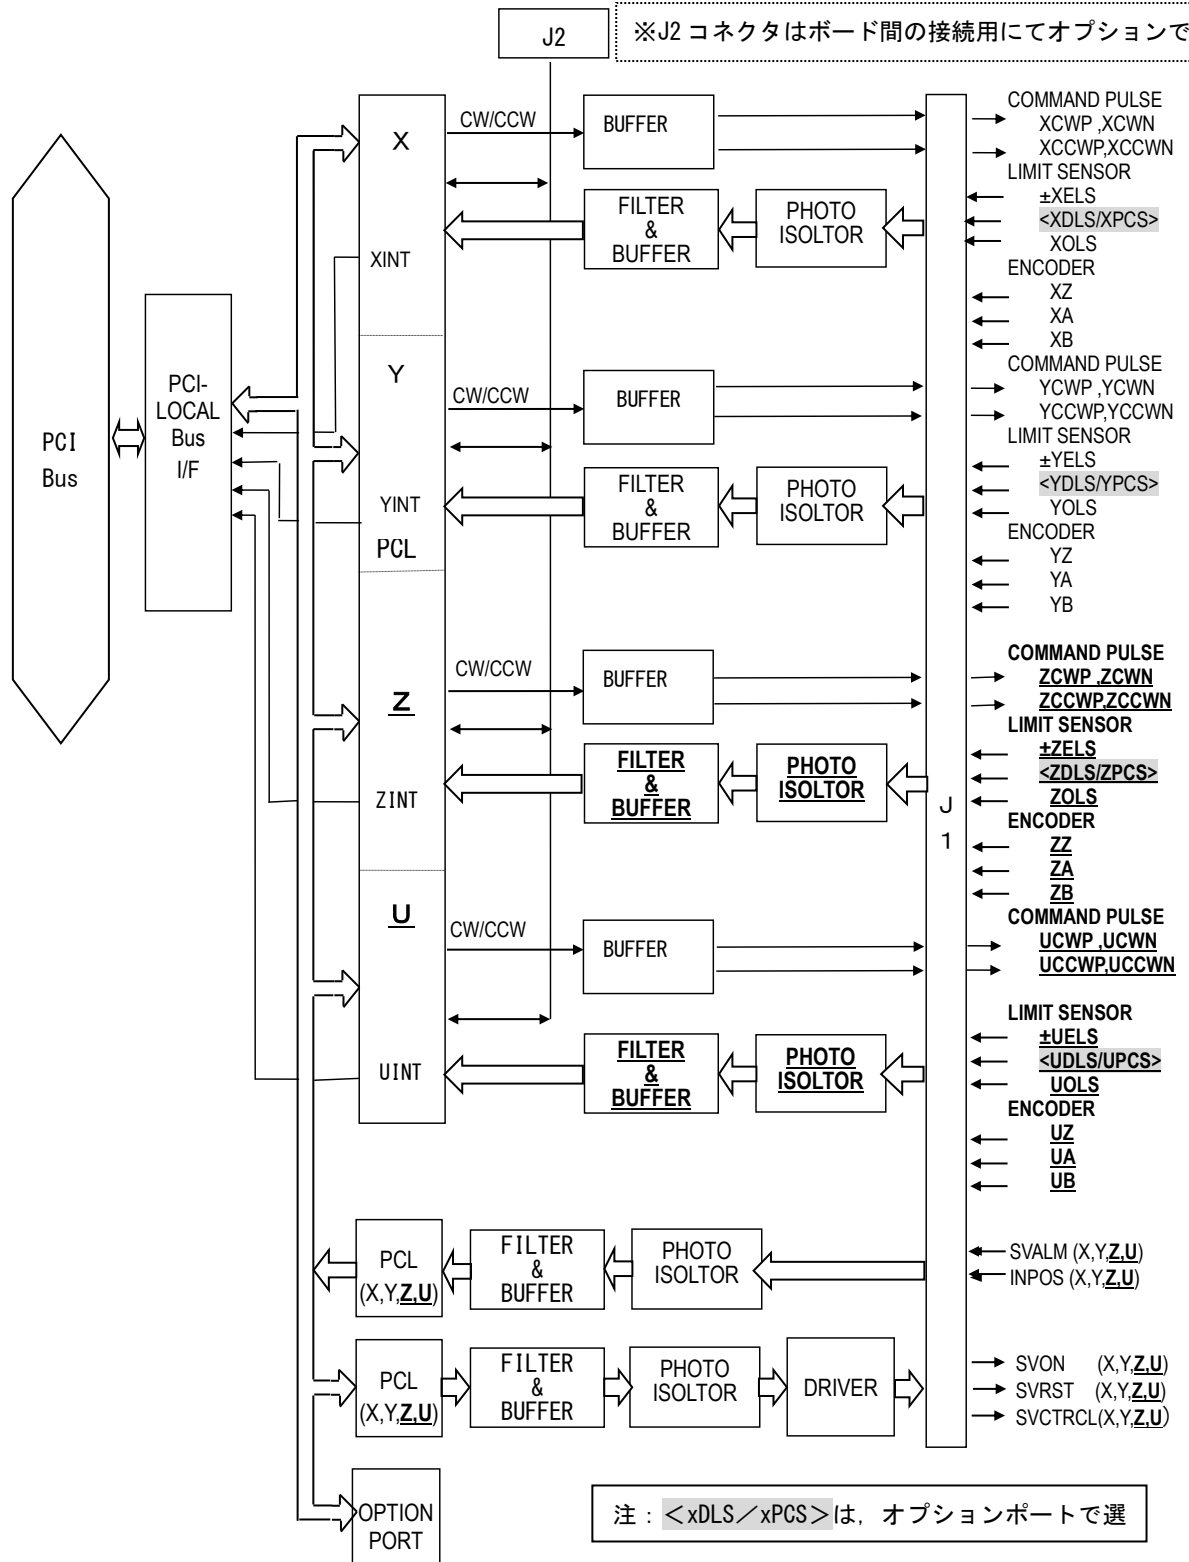 J2
※J2 コネクタはボード間の接続用にてオプションで
PCI
Bus
PCI-
LOCAL
Bus
I/F
X
XINT
CW/CCW
BUFFER
FILTER
&
BUFFER
PHOTO
ISOLTOR
COMMAND PULSE
XCWP ,XCWN
XCCWP,XCCWN
LIMIT SENSOR
±XELS
<XDLS/XPCS>
XOLS
ENCODER
XZ
XA
XB
Y
YINT
PCL
CW/CCW
BUFFER
FILTER
&
BUFFER
PHOTO
ISOLTOR
COMMAND PULSE
YCWP ,YCWN
YCCWP,YCCWN
LIMIT SENSOR
±YELS
<YDLS/YPCS>
YOLS
ENCODER
YZ
YA
YB
Z
ZINT
CW/CCW
BUFFER
FILTER
&
BUFFER
PHOTO
ISOLTOR
J
1
COMMAND PULSE
ZCWP ,ZCWN
ZCCWP,ZCCWN
LIMIT SENSOR
±ZELS
<ZDLS/ZPCS>
ZOLS
ENCODER
ZZ
ZA
ZB
U
UINT
CW/CCW
BUFFER
FILTER
&
BUFFER
PHOTO
ISOLTOR
COMMAND PULSE
UCWP ,UCWN
UCCWP,UCCWN
LIMIT SENSOR
±UELS
<UDLS/UPCS>
UOLS
ENCODER
UZ
UA
UB
PCL
(X,Y,Z,U)
FILTER
&
BUFFER
PHOTO
ISOLTOR
SVALM (X,Y,Z,U)
INPOS (X,Y,Z,U)
PCL
(X,Y,Z,U)
FILTER
&
BUFFER
PHOTO
ISOLTOR
DRIVER
SVON (X,Y,Z,U)
SVRST (X,Y,Z,U)
SVCTRCL(X,Y,Z,U)
OPTION
PORT
注：＜xDLS／xPCS＞は，オプションポートで選